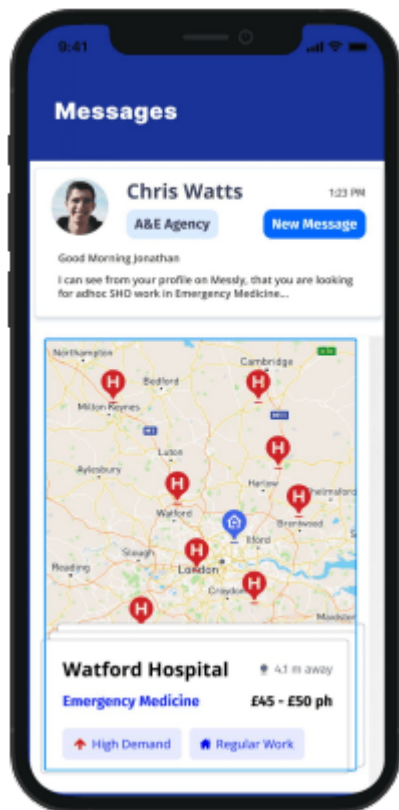 9:41
Messages
Chris Watts
1:23 PM
A&E Agency
New Message
Good Morning Jonathan
I can see from your profile on Messly, that you are looking
for adhoc SHO work in Emergency Medicine...
Northampton
Cambridge
Bedford
Milton Keynes
Luton
Aylesbury
Harlow
Chelmsford
Watford
Brentwood
Ilford
Slough
Reading
London
Croydon
Maidstone
Watford Hospital
4.1 m away
Emergency Medicine
£45 - £50 ph
High Demand
Regular Work